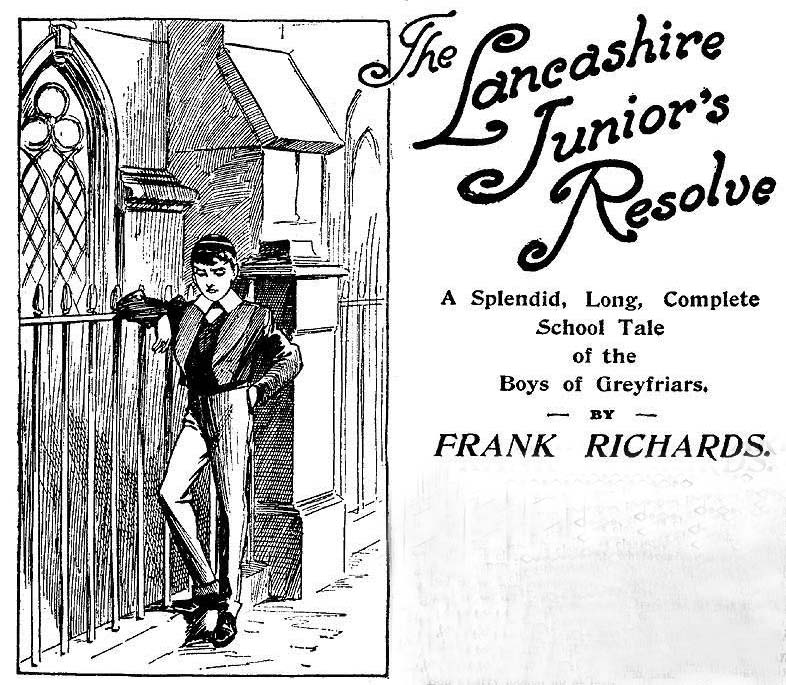 The
Lancashire
Junior's
Resolve
A Splendid, Long, Complete
School Tale
of the
Boys of Greyfriars.
— BY —
FRANK RICHARDS.